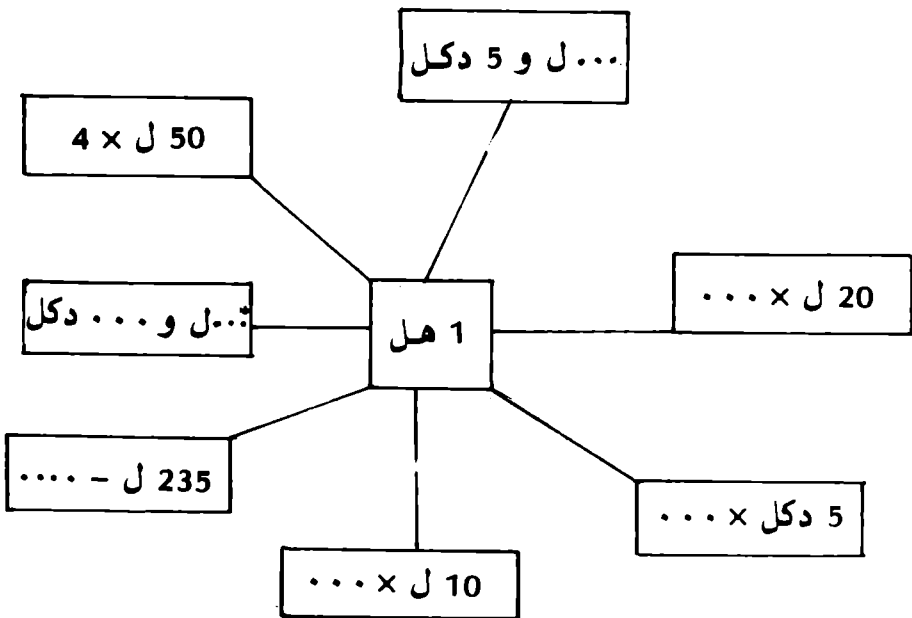 ...ل و 5 دكل
50 ل × 4
20 ل × ...
...ل و ... دكل
1 هل
235 ل - ....
5 دكل × ...
10 ل × ...